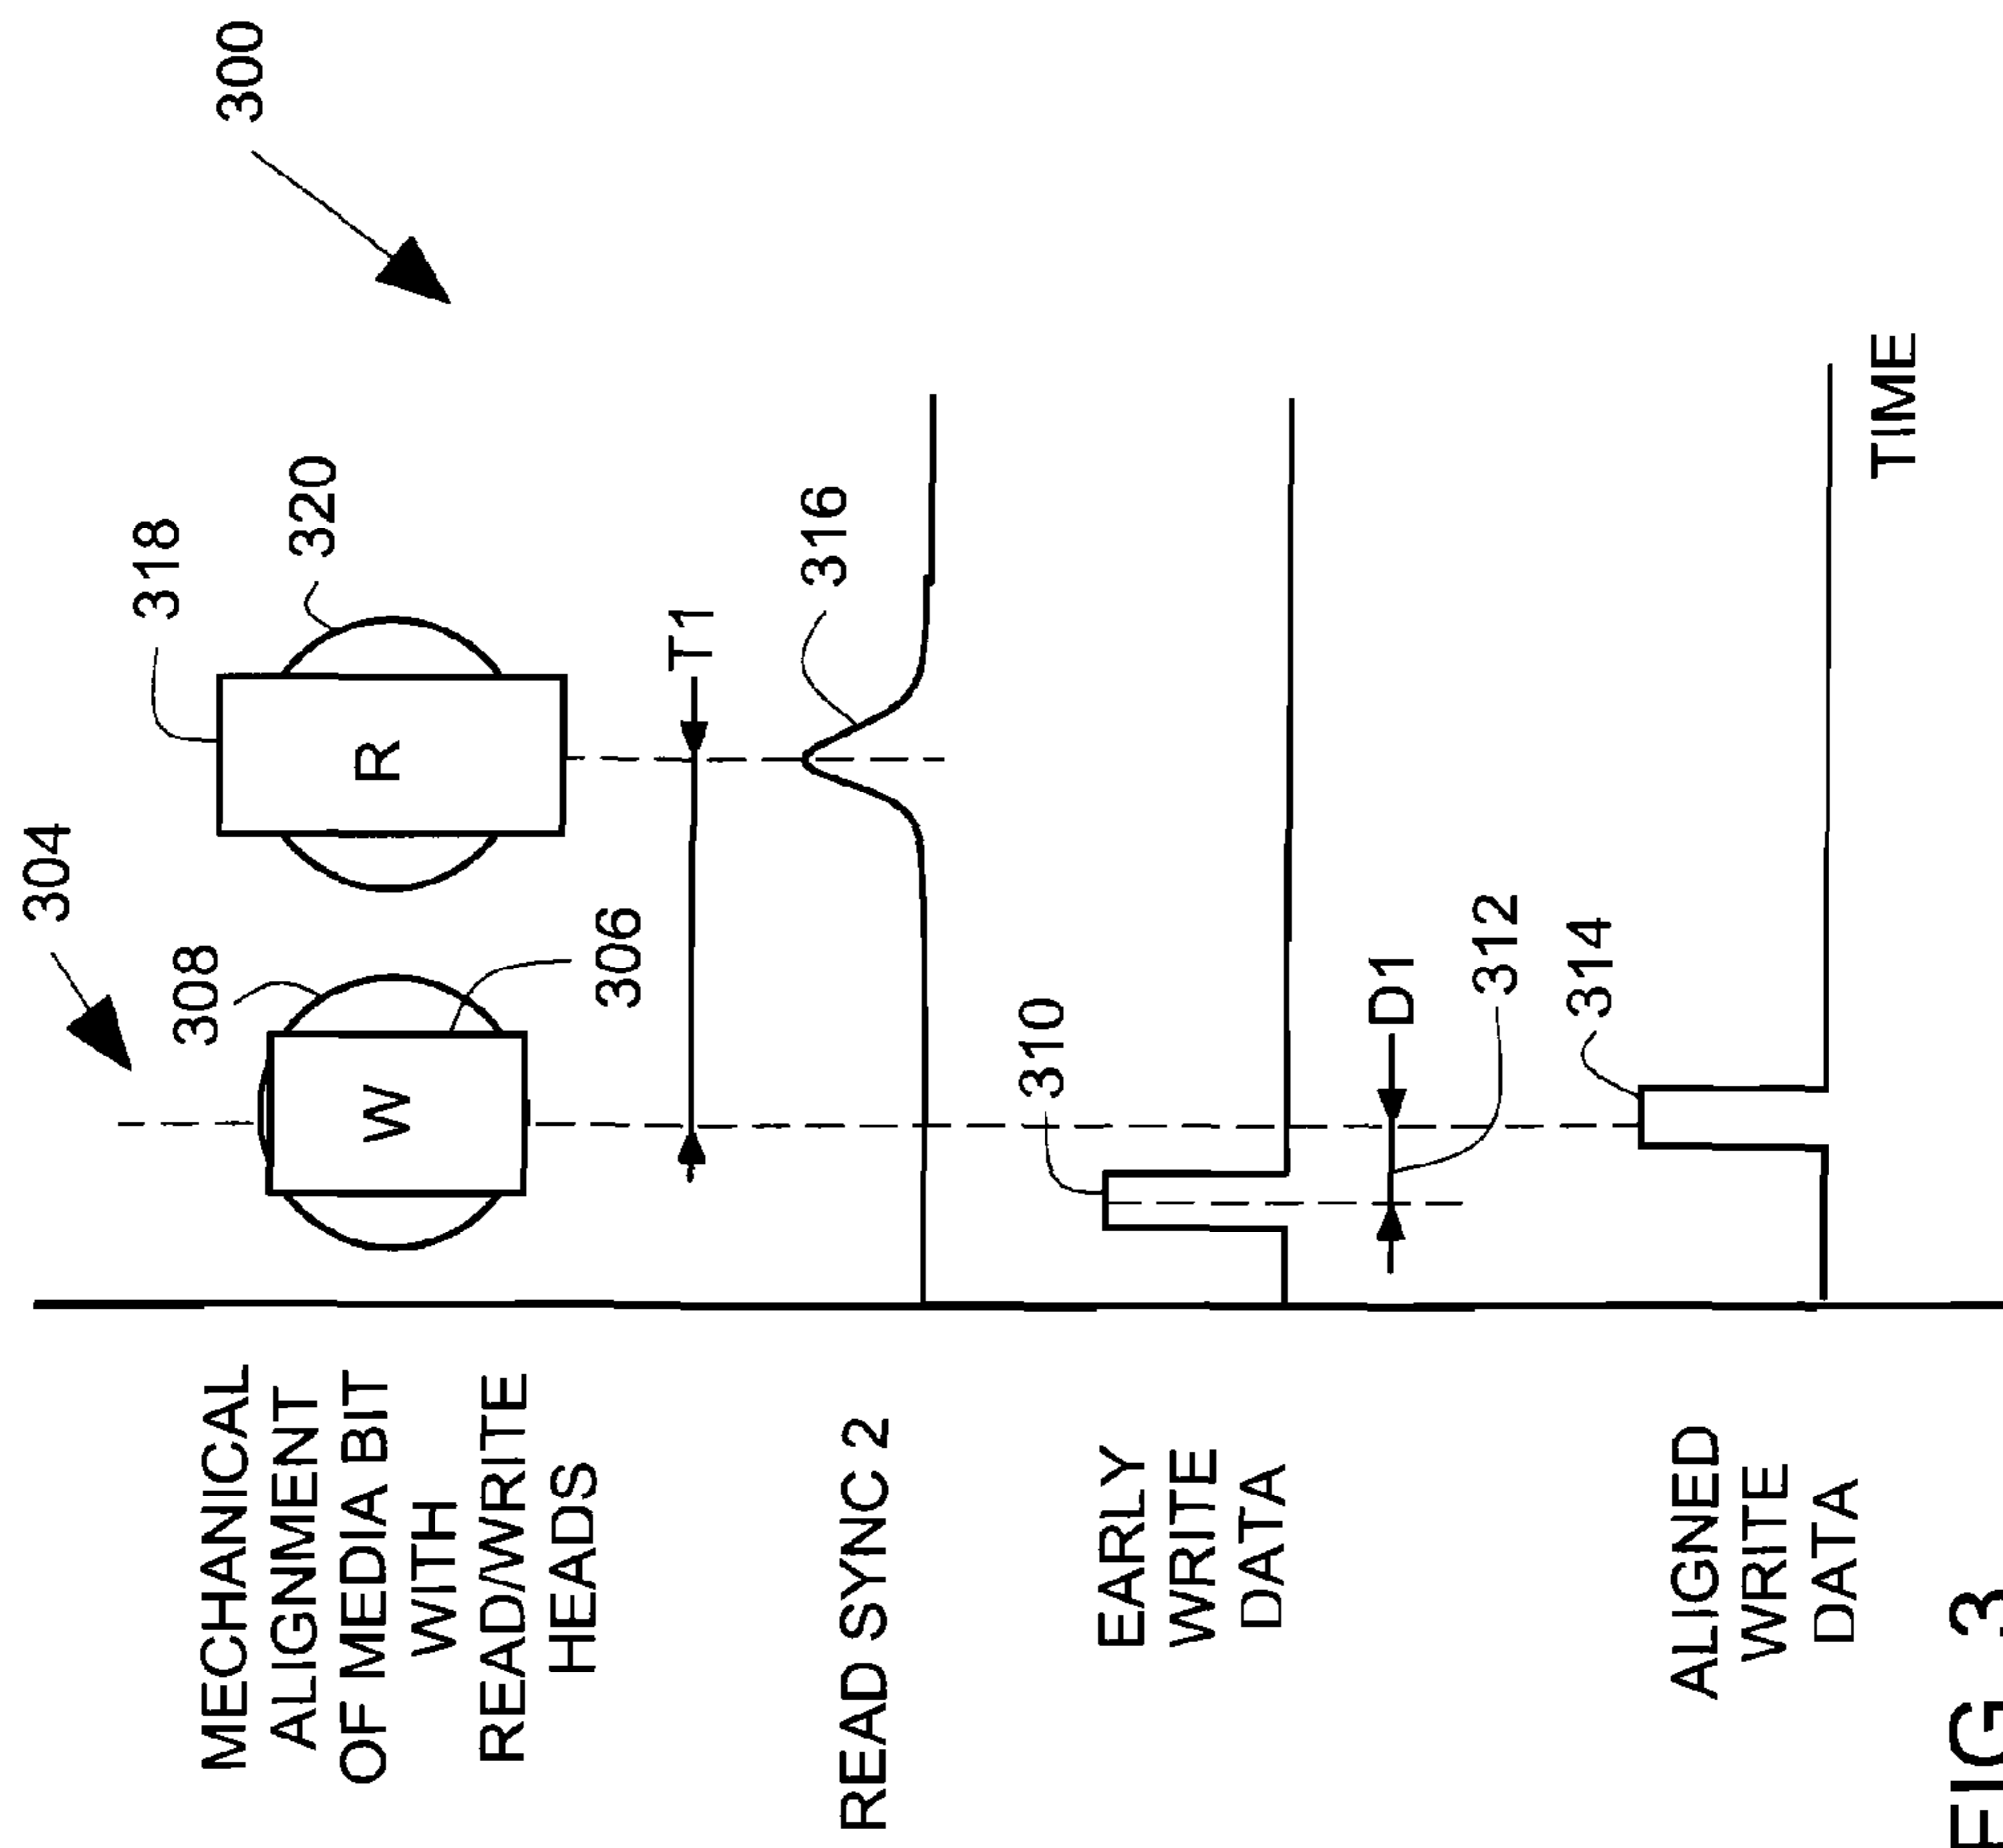 300
304
318
308
320
MECHANICAL
ALIGNMENT
OF MEDIA BIT
WITH
READ/WRITE
HEADS
W
R
306
T1
316
READ SYNC 2
310
EARLY
WRITE
DATA
D1
312
314
ALIGNED
WRITE
DATA
TIME
FIG. 3